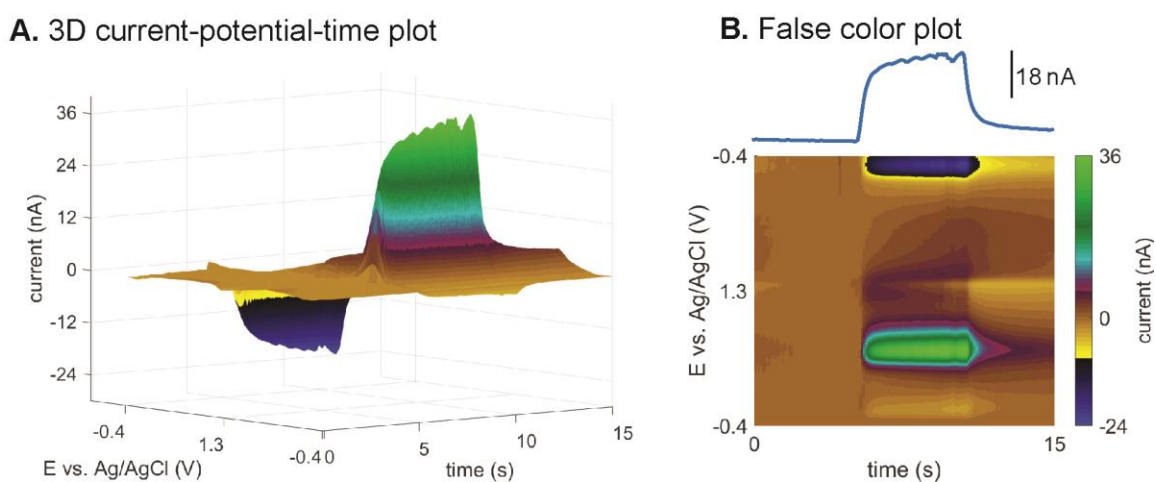 A. 3D current-potential-time plot
36
24
12
0
-12
-24
current (nA)
-0.4
1.3
-0.4
E vs. Ag/AgCl (V)
0
5
10
15
time (s)
B. False color plot
18 nA
-0.4
1.3
-0.4
E vs. Ag/AgCl (V)
0
15
time (s)
36
0
-24
current (nA)